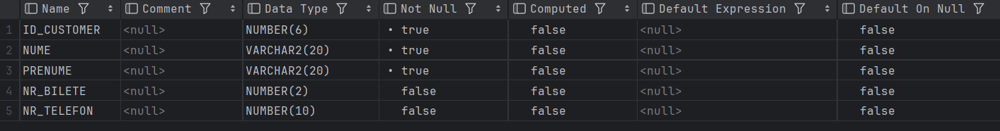 Name Comment Data Type Not Null Computed Default Expression Default On Null
1 ID_CUSTOMER <null> NUMBER(6) • true false <null> false
2 NUME <null> VARCHAR2(20) • true false <null> false
3 PRENUME <null> VARCHAR2(20) • true false <null> false
4 NR_BILETE <null> NUMBER(2) false false <null> false
5 NR_TELEFON <null> NUMBER(10) false false <null> false